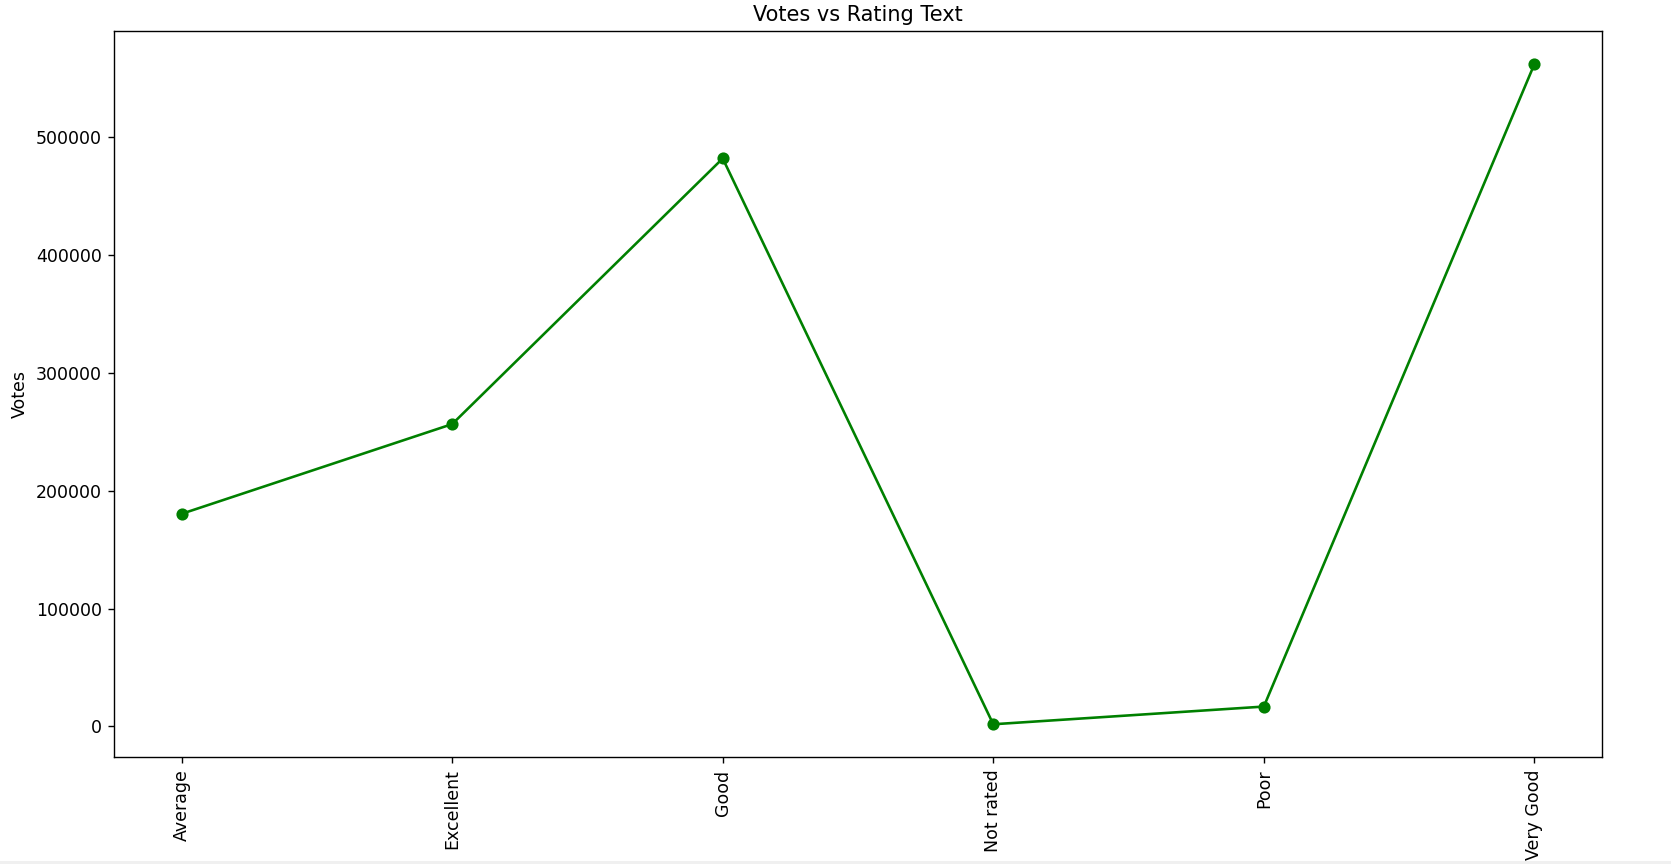 Votes vs Rating Text
500000
400000
300000
200000
100000
0
Votes
Average
Excellent
Good
Not rated
Poor
Very Good